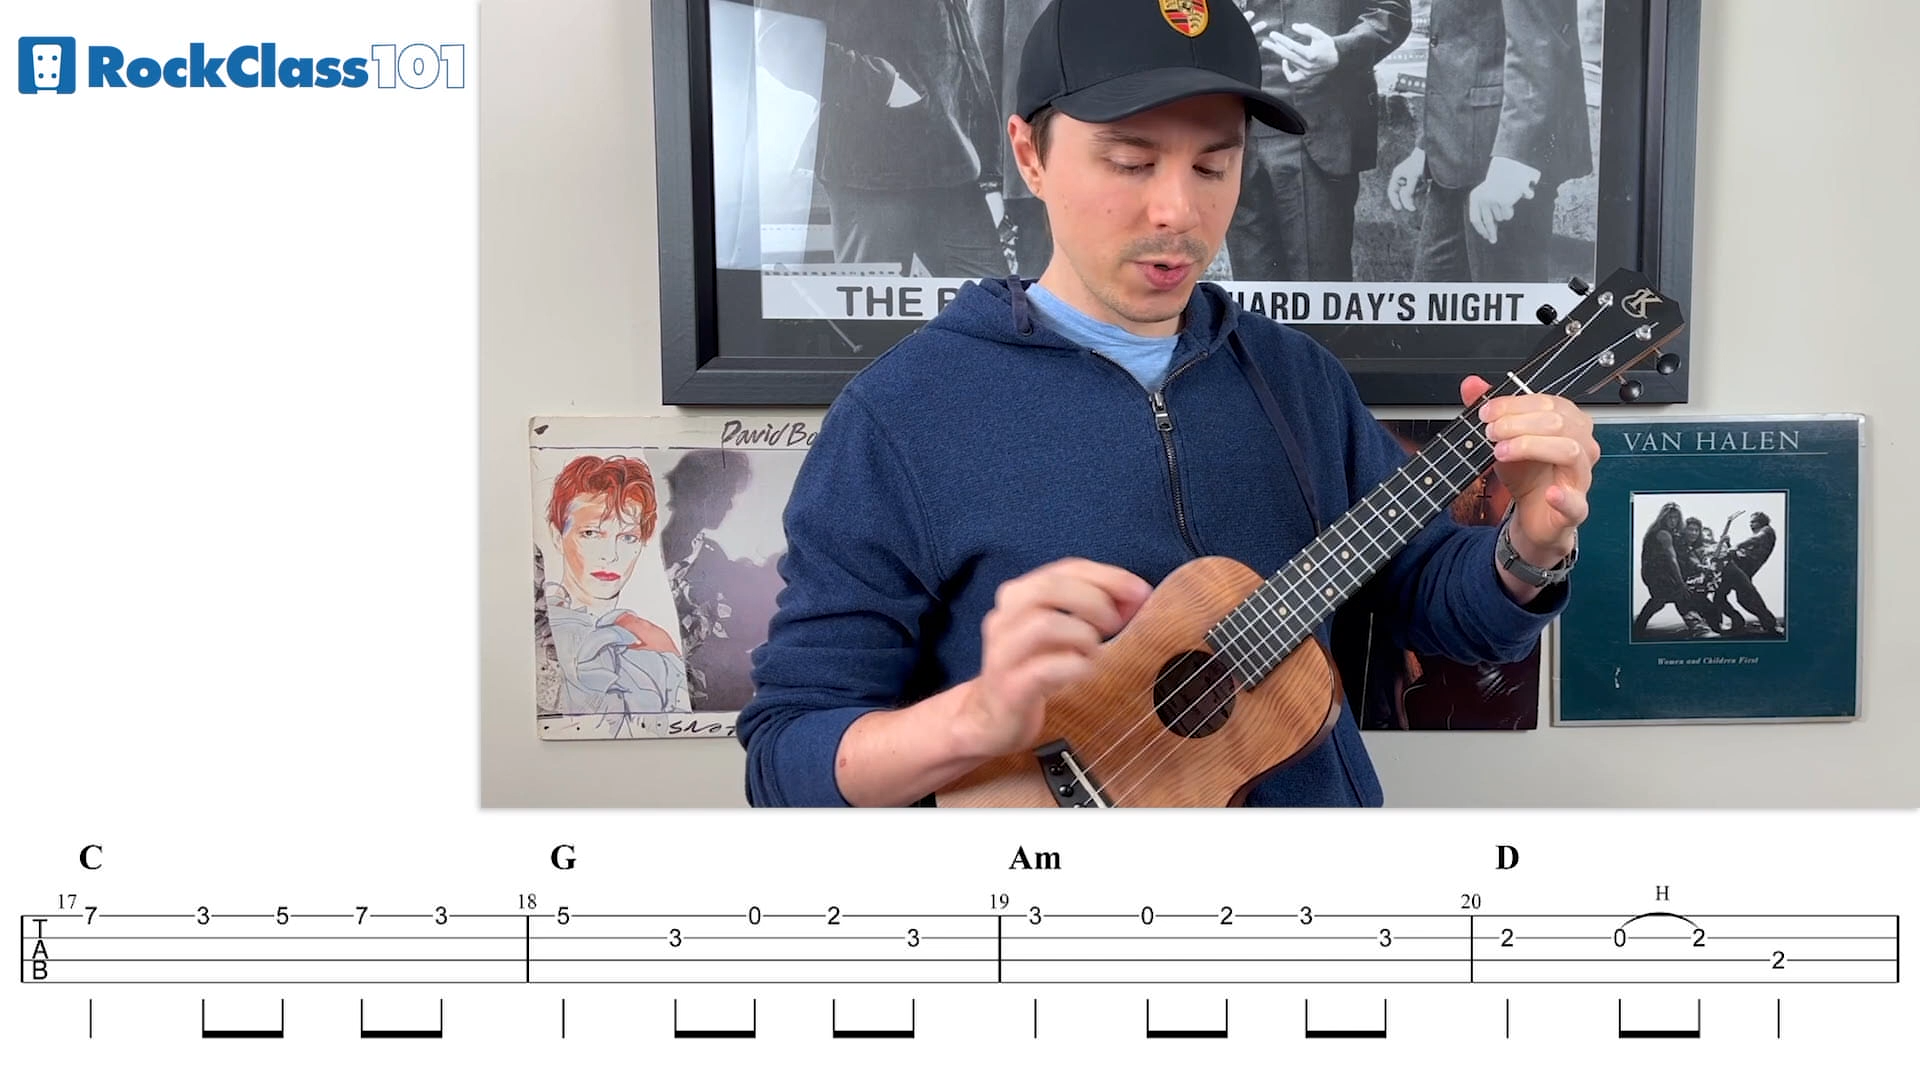 RockClass101
THE
HARD DAY'S NIGHT
K
David Bo
VAN HALEN
Women and Children First
C G Am D
17 18 19 20
H
T 7 3 5 7 3 5 0 2 3 0 2 3
A 3 3 3 2 0 2
B 2